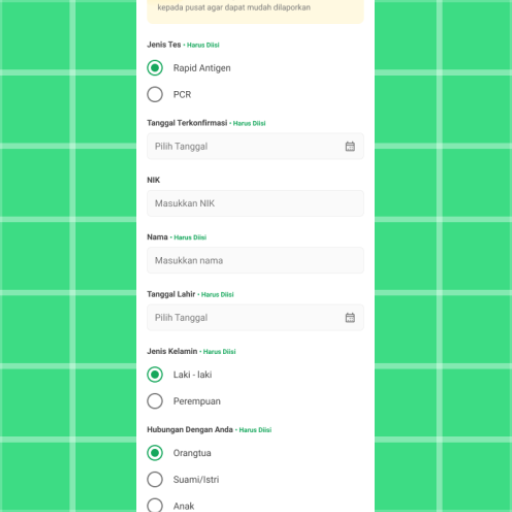 kepada pusat agar dapat mudah dilaporkan
Jenis Tes - Harus Diisi
Rapid Antigen
PCR
Tanggal Terkonfirmasi - Harus Diisi
Pilih Tanggal
NIK
Masukkan NIK
Nama - Harus Diisi
Masukkan nama
Tanggal Lahir - Harus Diisi
Pilih Tanggal
Jenis Kelamin - Harus Diisi
Laki - laki
Perempuan
Hubungan Dengan Anda - Harus Diisi
Orangtua
Suami/Istri
Anak